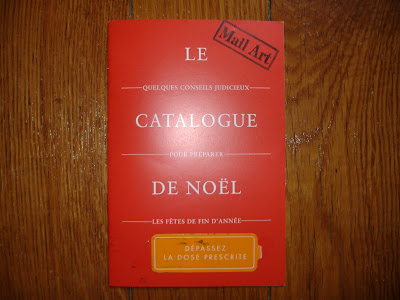 Mail Art
LE
QUELQUES CONSEILS JUDICIEUX
CATALOGUE
POUR PRÉPARER
DE NOËL
LES FÊTES DE FIN D'ANNÉE
DÉPASSEZ
LA DOSE PRESCRITE